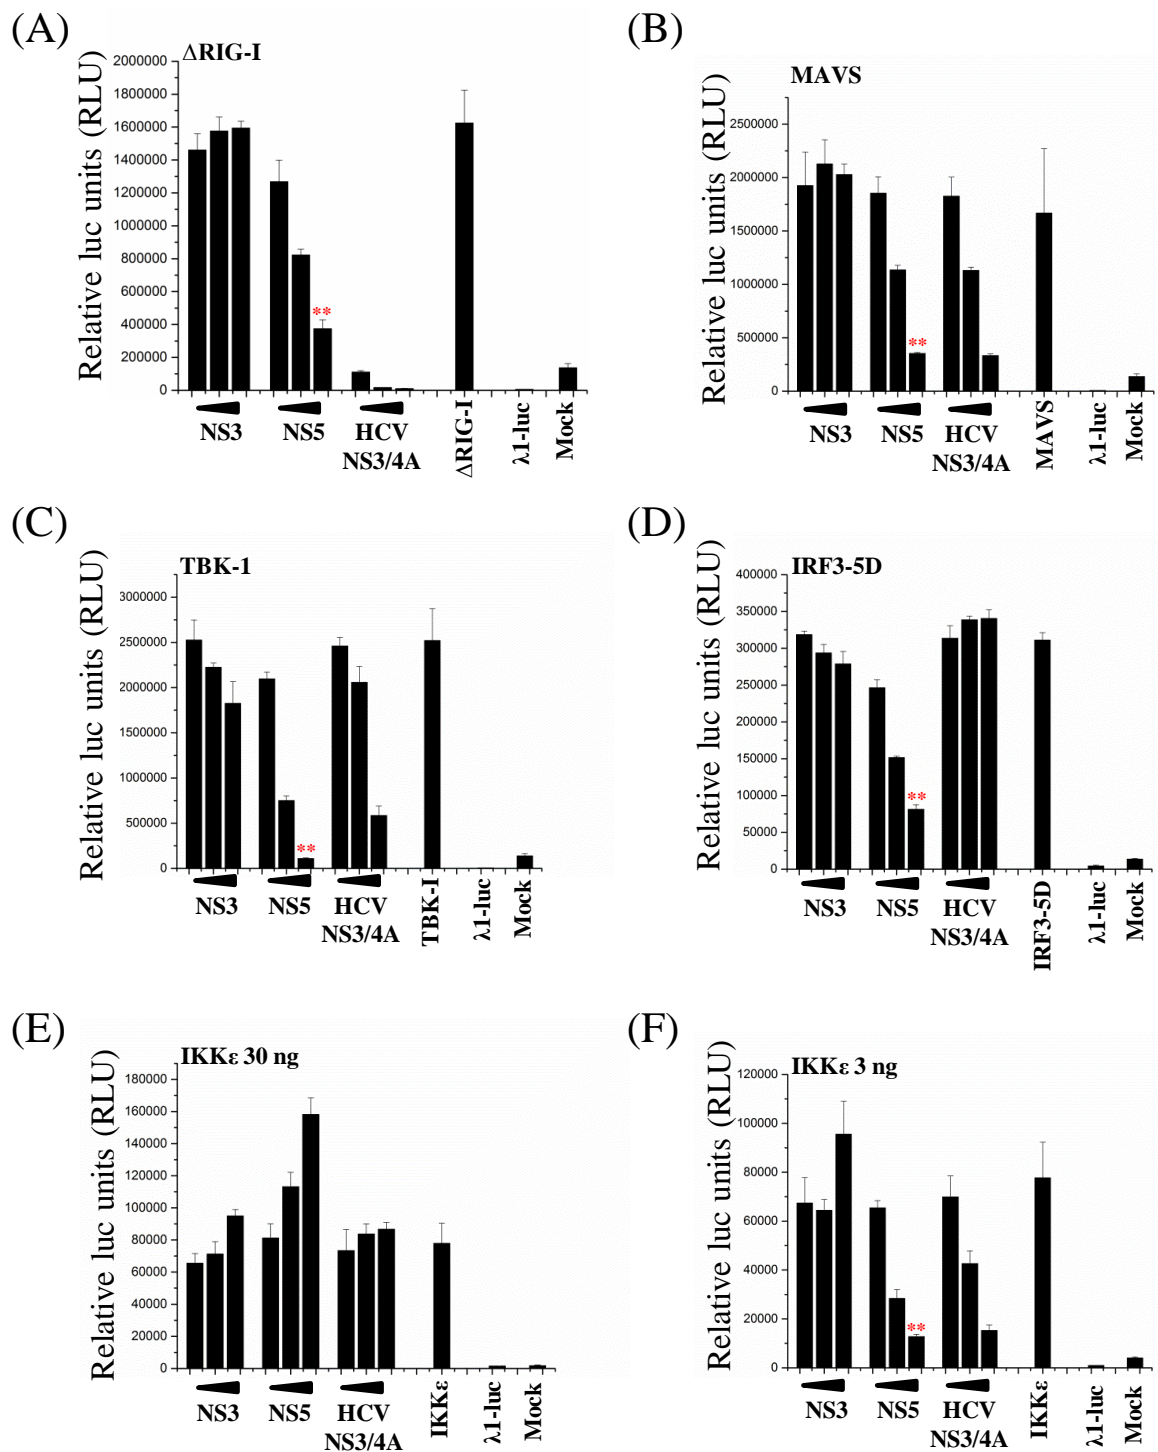 (A)
ΔRIG-I
Relative luc units (RLU)
2000000
1800000
1600000
1400000
1200000
1000000
800000
600000
400000
200000
0
**
NS3
NS5
HCV
NS3/4A
ΔRIG-I
λ1-luc
Mock
(B)
MAVS
Relative luc units (RLU)
2500000
2000000
1500000
1000000
500000
0
**
NS3
NS5
HCV
NS3/4A
MAVS
λ1-luc
Mock
(C)
TBK-1
Relative luc units (RLU)
3000000
2500000
2000000
1500000
1000000
500000
0
**
NS3
NS5
HCV
NS3/4A
TBK-I
λ1-luc
Mock
(D)
IRF3-5D
Relative luc units (RLU)
400000
350000
300000
250000
200000
150000
100000
50000
0
**
NS3
NS5
HCV
NS3/4A
IRF3-5D
λ1-luc
Mock
(E)
IKKε 30 ng
Relative luc units (RLU)
180000
160000
140000
120000
100000
80000
60000
40000
20000
0
NS3
NS5
HCV
NS3/4A
IKKε
λ1-luc
Mock
(F)
IKKε 3 ng
Relative luc units (RLU)
120000
100000
80000
60000
40000
20000
0
**
NS3
NS5
HCV
NS3/4A
IKKε
λ1-luc
Mock